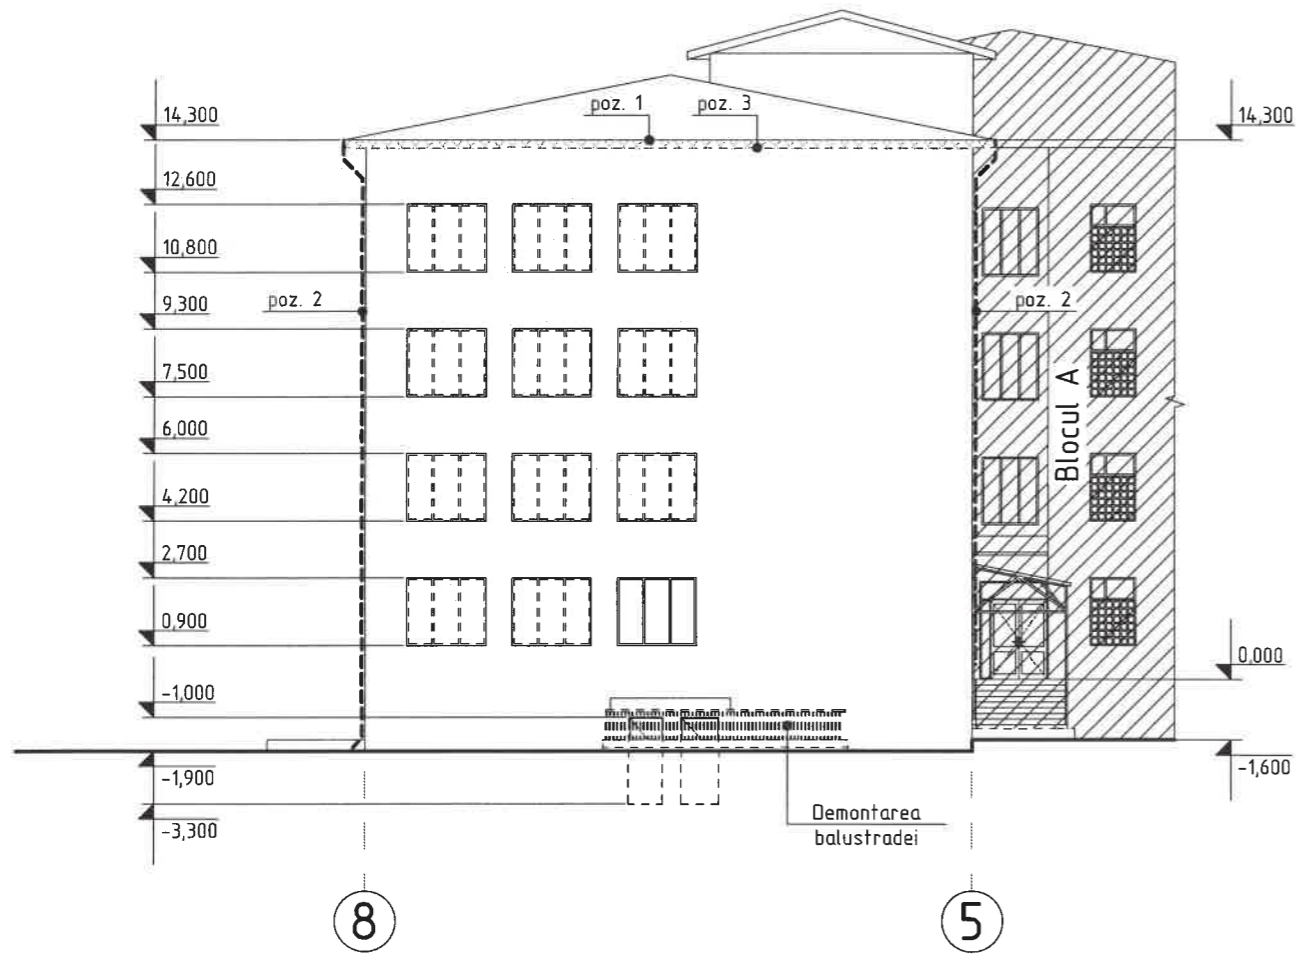 poz. 1
poz. 3
14,300
14,300
12,600
10,800
poz. 2
9,300
poz. 2
7,500
Blocul A
6,000
4,200
2,700
0,900
0,000
-1,000
-1,900
-1,600
-3,300
Demontarea
balustradei
8
5